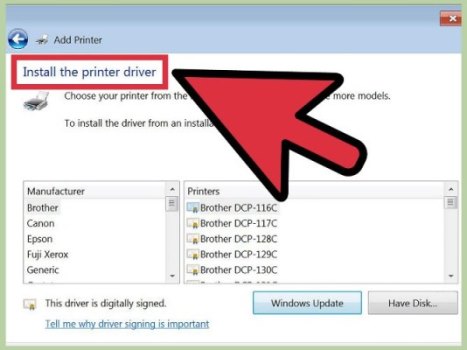 Add Printer
Install the printer driver
Choose your printer from the more models.
To install the driver from an
Manufacturer
Printers
Brother
Canon
Epson
Fuji Xerox
Generic
Brother DCP-116C
Brother DCP-117C
Brother DCP-128C
Brother DCP-129C
Brother DCP-130C
This driver is digitally signed.
Windows Update
Have Disk...
Tell me why driver signing is important